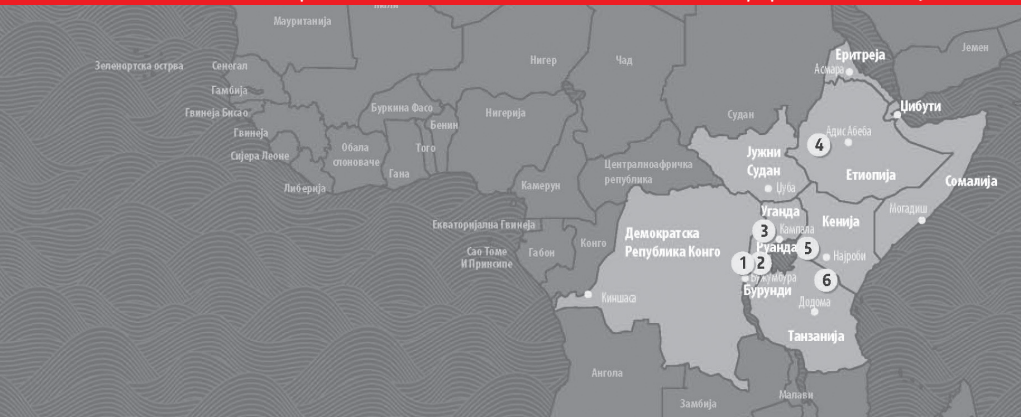 Мауританија
Јемен
Еритреја
Зеленортска острва
Сенегал
Нигер
Чад
Асмара
Гамбија
Џибути
Буркина Фасо
Гвинеја Бисао
Нигерија
Судан
Бенин
Гвинеја
Адис Абеба
4
Того
Обала
споноваче
Јужни
Судан
Сијера Леоне
Централноафричка
република
Гана
Етиопија
Сомалија
Либерија
Камерун
Џуба
Уганда
Могадиш
Екваторијална Гвинеја
Кенија
3
Кампала
Демократска
Република Конго
Конго
Руанда
5
Сао Томе
И Принсипе
Габон
Најроби
1
2
6
Бурунди
Киншаса
Додома
Танзанија
Ангола
Малави
Замбија